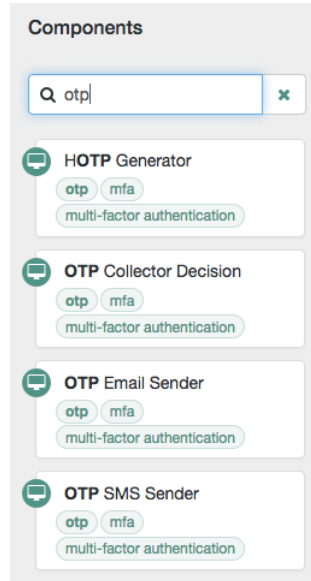 Components
otp
HOTP Generator
otp mfa
multi-factor authentication
OTP Collector Decision
otp mfa
multi-factor authentication
OTP Email Sender
otp mfa
multi-factor authentication
OTP SMS Sender
otp mfa
multi-factor authentication